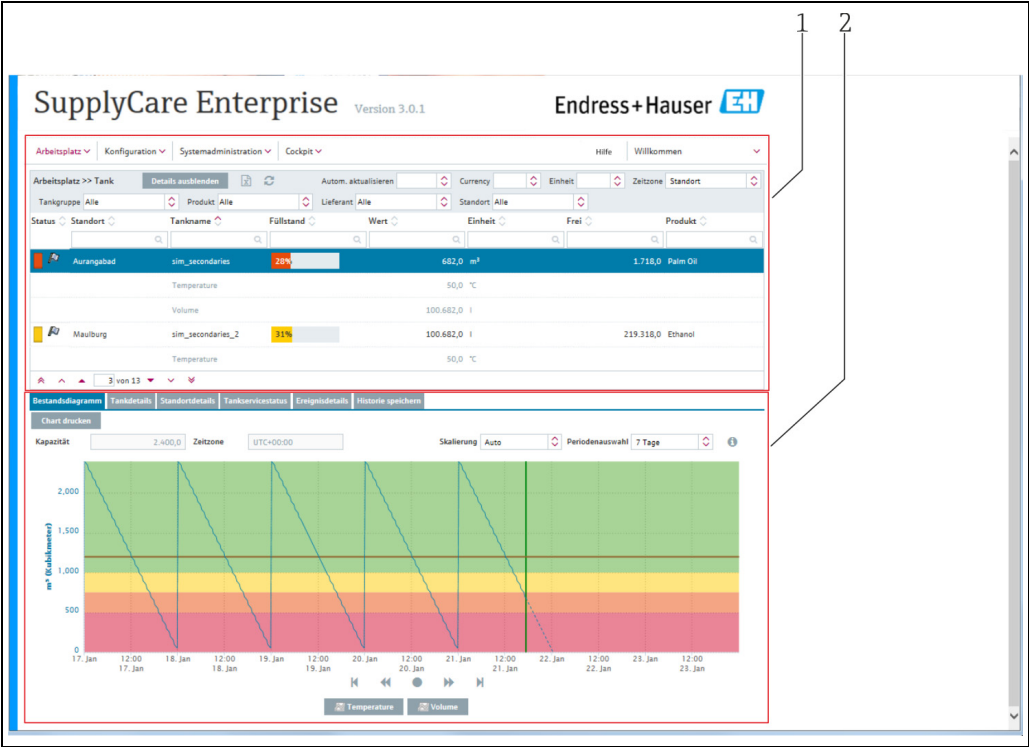 1 2
SupplyCare Enterprise Version 3.0.1 Endress+Hauser EH
Arbeitsplatz Konfiguration Systemadministration Cockpit Hilfe Willkommen
Arbeitsplatz >> Tank Details ausblenden Autom. aktualisieren Currency Einheit Zeitzone Standort
Tankgruppe Alle Produkt Alle Lieferant Alle Standort Alle
Status Standort Tankname Füllstand Wert Einheit Frei Produkt
Aurangabad sim_secondaries 28% 682,0 m³ 1.718,0 Palm Oil
Temperature 50,0 °C
Volume 100.682,0 l
Maulburg sim_secondaries_2 31% 100.682,0 l 219.318,0 Ethanol
Temperature 50,0 °C
3 von 13
Bestandsdiagramm Tankdetails Standortdetails Tankservicestatus Ereignisdetails Historie speichern
Chart drucken
Kapazität 2.400,0 Zeitzone UTC+00:00 Skalierung Auto Periodenauswahl 7 Tage
m³ (Kubikmeter)
2,000
1,500
1,000
500
0
17. Jan 12:00 18. Jan 12:00 19. Jan 12:00 20. Jan 12:00 21. Jan 12:00 22. Jan 12:00 23. Jan 12:00
17. Jan 18. Jan 19. Jan 20. Jan 21. Jan 22. Jan 23. Jan
Temperature Volume